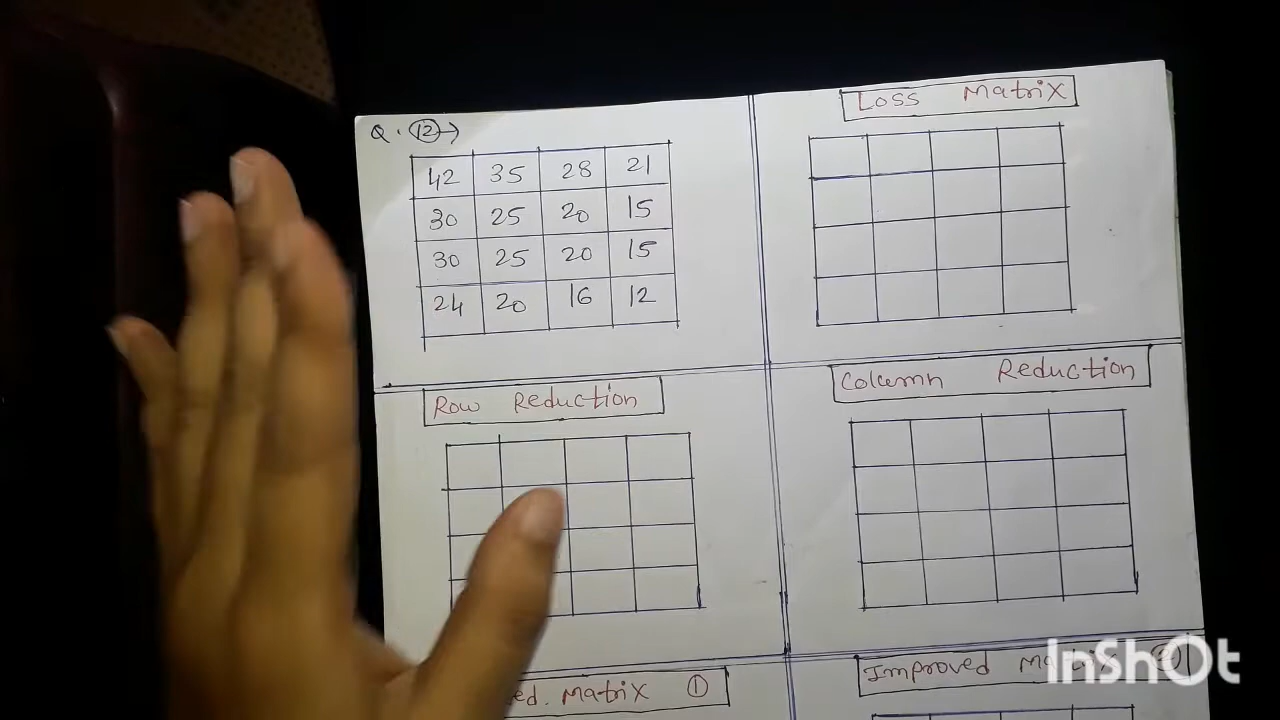 Q. 12→
42 35 28 21
30 25 20 15
30 25 20 15
24 20 16 12
Loss Matrix
Row Reduction
Column Reduction
Matrix ①
Improved
InShOt